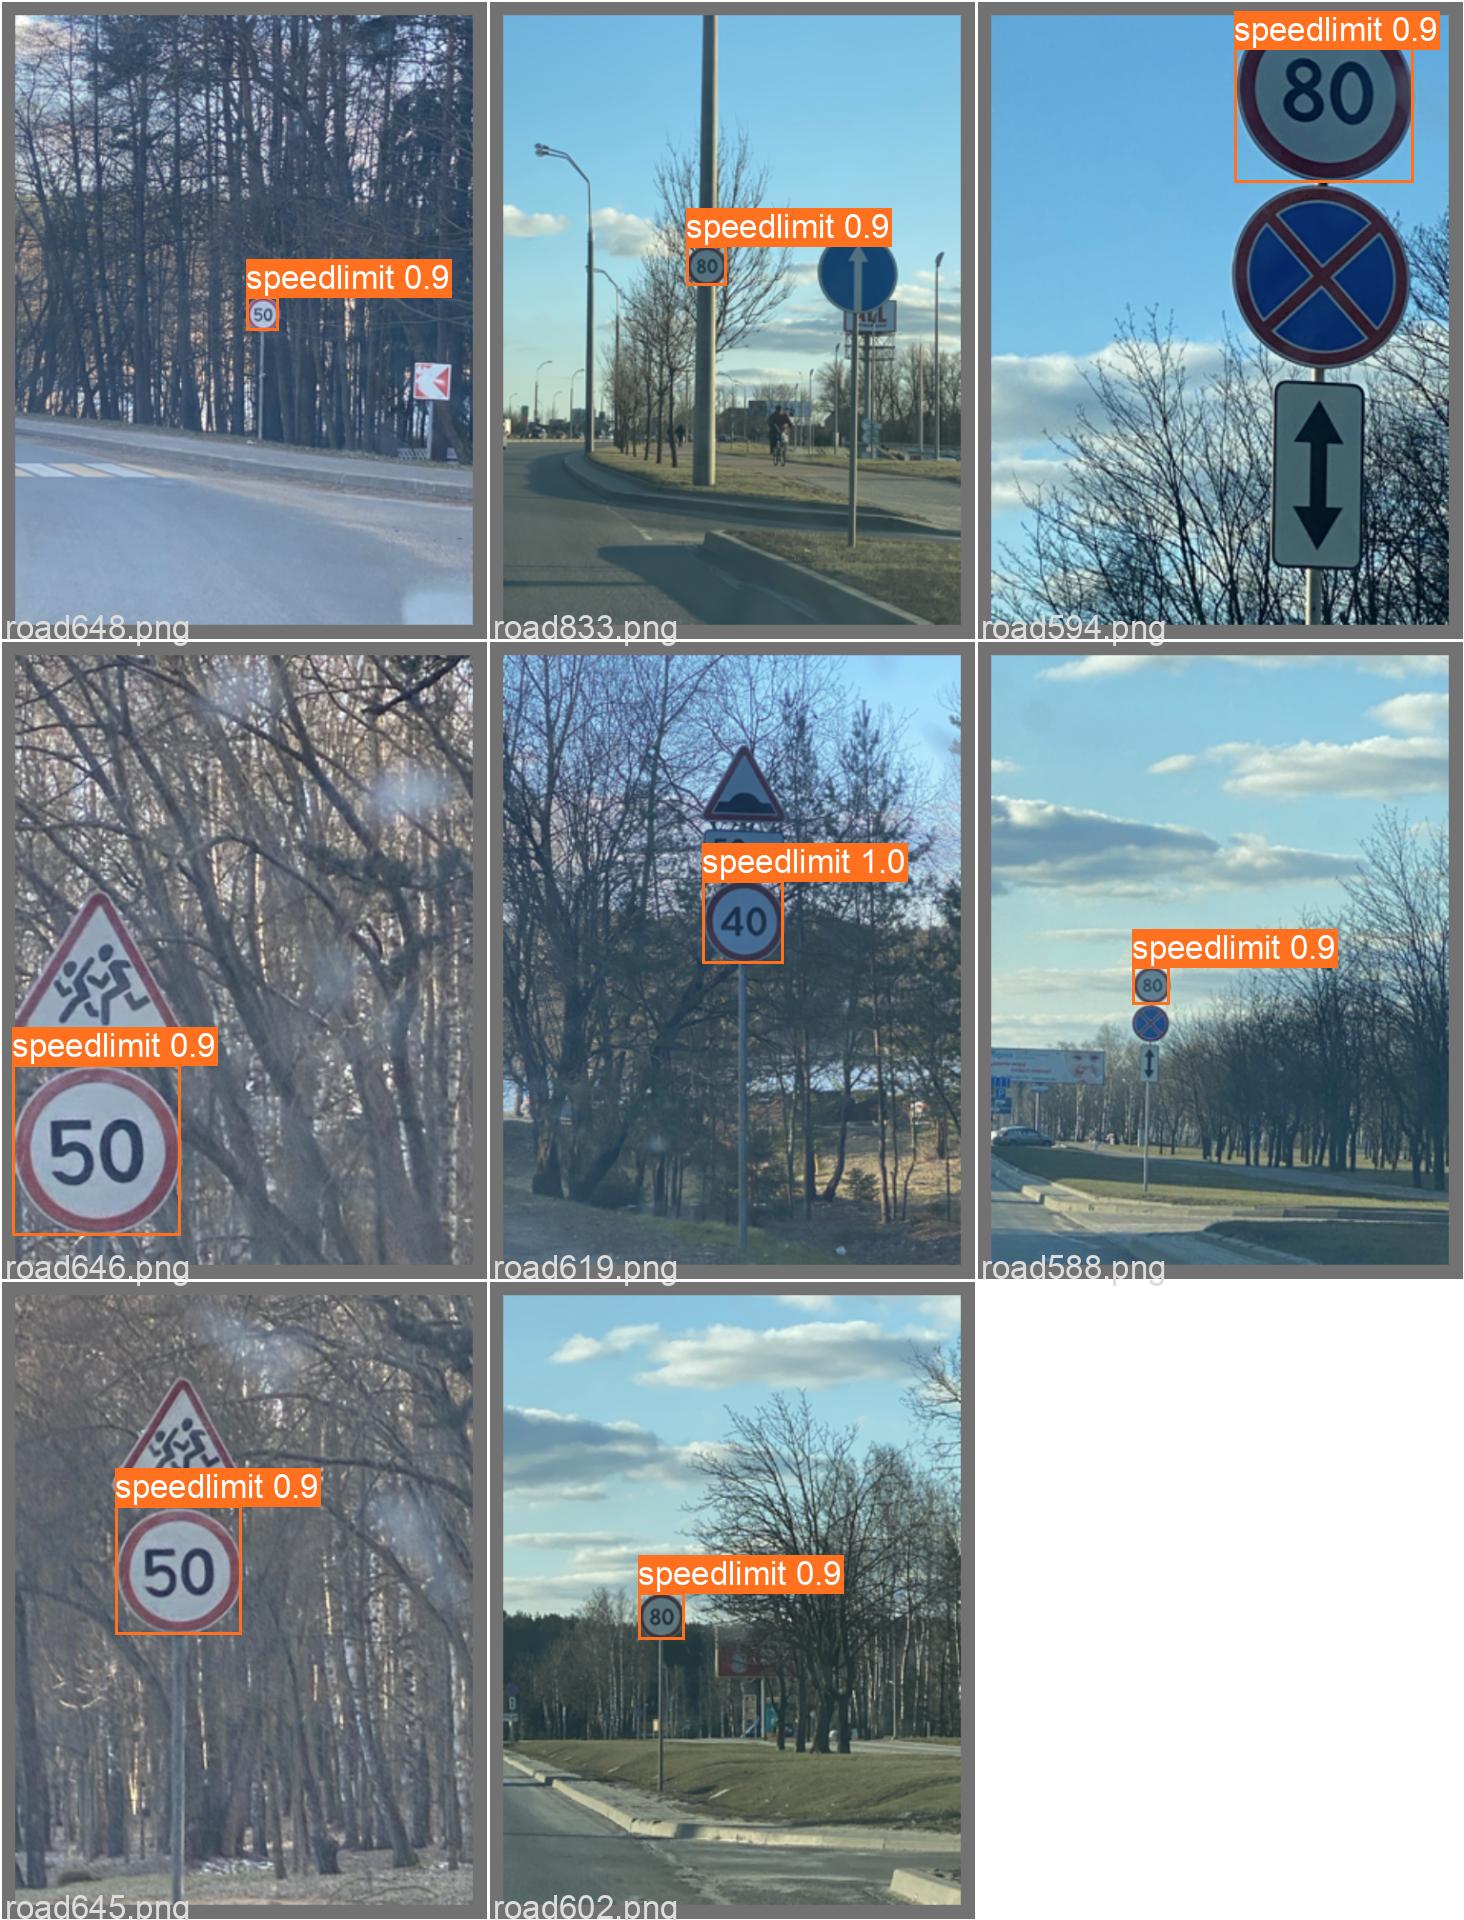 speedlimit 0.9
50
road648.png
speedlimit 0.9
80
road833.png
speedlimit 0.9
80
road594.png
speedlimit 0.9
50
road646.png
speedlimit 1.0
40
road619.png
speedlimit 0.9
80
road588.png
speedlimit 0.9
50
road645.png
speedlimit 0.9
80
road602.png